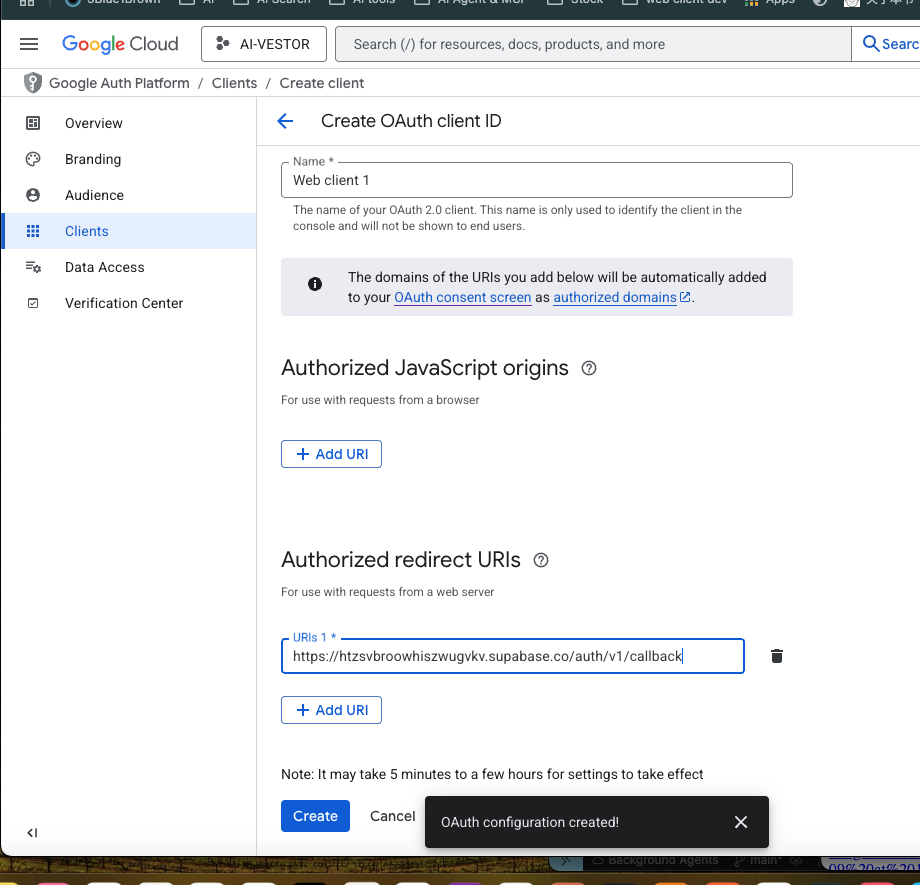 Google Cloud
AI-VESTOR
Search (/) for resources, docs, products, and more
Google Auth Platform / Clients / Create client
Overview
Branding
Audience
Clients
Data Access
Verification Center
Create OAuth client ID
Name *
Web client 1
The name of your OAuth 2.0 client. This name is only used to identify the client in the
console and will not be shown to end users.
The domains of the URIs you add below will be automatically added
to your OAuth consent screen as authorized domains.
Authorized JavaScript origins
For use with requests from a browser
+ Add URI
Authorized redirect URIs
For use with requests from a web server
URIs 1 *
https://htzsvbroowhiszwugvkv.supabase.co/auth/v1/callback
+ Add URI
Note: It may take 5 minutes to a few hours for settings to take effect
Create
Cancel
OAuth configuration created!
Background Agents
main*